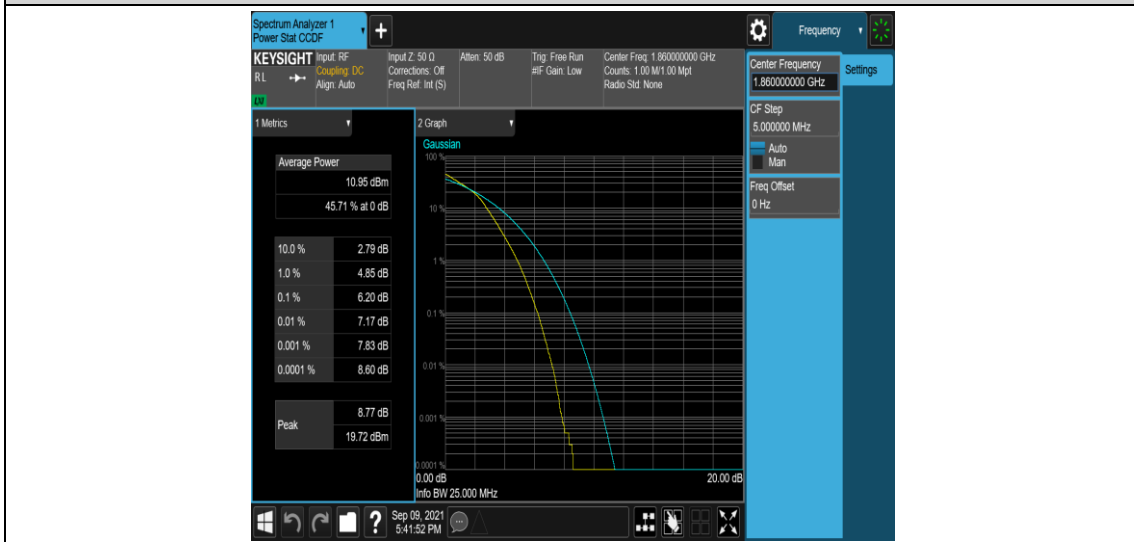 Spectrum Analyzer 1
Power Stat CCDF
+
Frequency
KEYSIGHT
RL
Input: RF
Coupling: DC
Align: Auto
Input Z: 50 Ω
Corrections: Off
Freq Ref: Int (S)
Atten: 50 dB
Trig: Free Run
#IF Gain: Low
Center Freq: 1.860000000 GHz
Counts: 1.00 M/1.00 Mpt
Radio Std: None
Center Frequency
1.860000000 GHz
Settings
CF Step
5.000000 MHz
Auto
Man
Freq Offset
0 Hz
1 Metrics
Average Power
10.95 dBm
45.71 % at 0 dB
10.0 % 2.79 dB
1.0 % 4.85 dB
0.1 % 6.20 dB
0.01 % 7.17 dB
0.001 % 7.83 dB
0.0001 % 8.60 dB
Peak
8.77 dB
19.72 dBm
2 Graph
Gaussian
100 %
10 %
1 %
0.1 %
0.01 %
0.001 %
0.0001 %
0.00 dB
20.00 dB
Info BW 25.000 MHz
?
Sep 09, 2021
5:41:52 PM